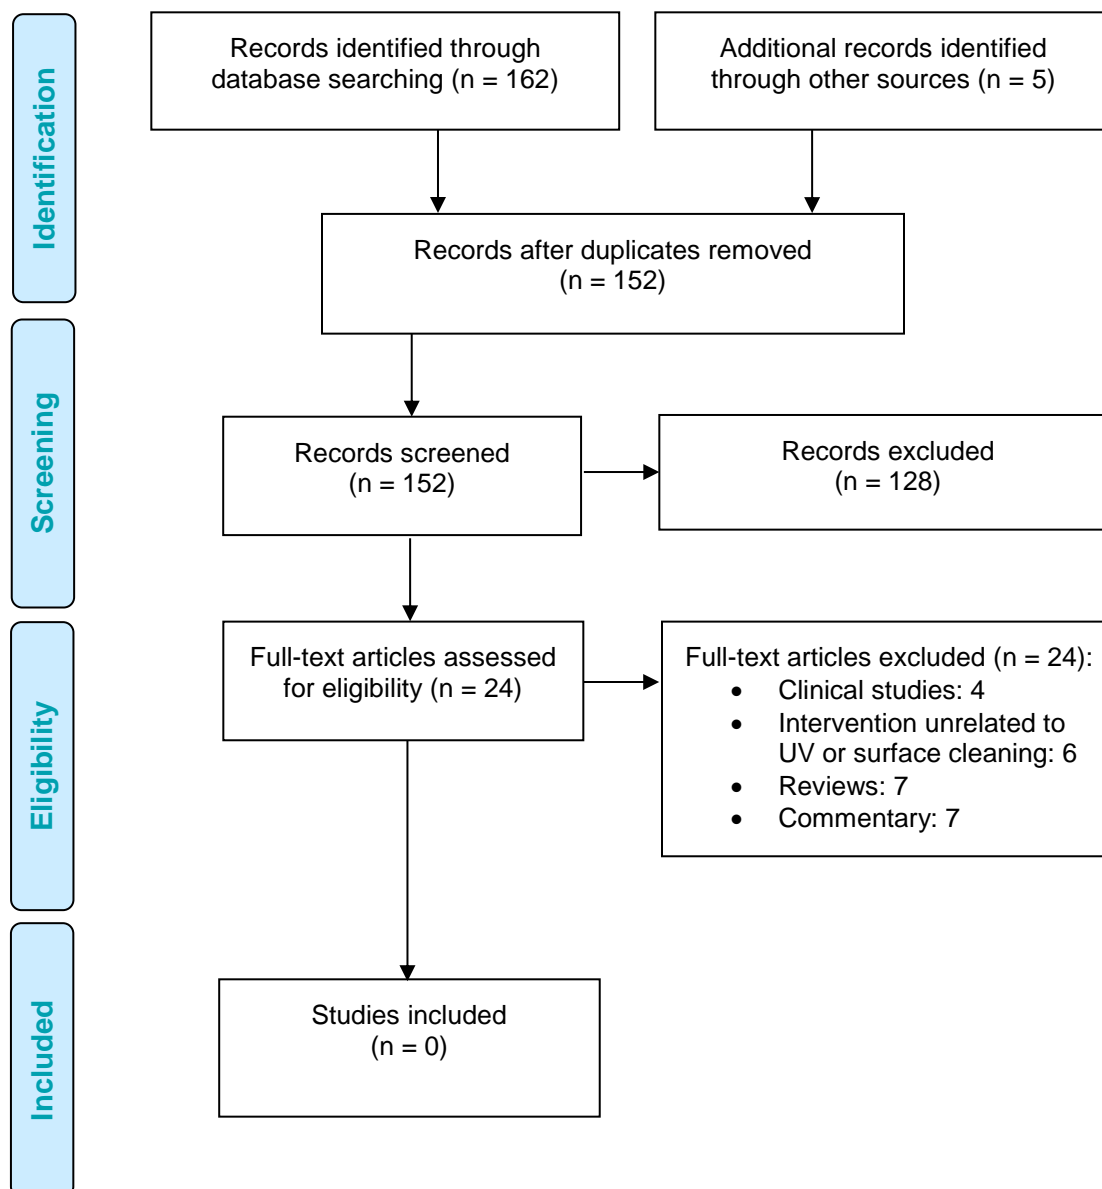 Identification
Records identified through
database searching (n = 162)
Additional records identified
through other sources (n = 5)
Records after duplicates removed
(n = 152)
Screening
Records screened
(n = 152)
Records excluded
(n = 128)
Eligibility
Full-text articles assessed
for eligibility (n = 24)
Full-text articles excluded (n = 24):
• Clinical studies: 4
• Intervention unrelated to
UV or surface cleaning: 6
• Reviews: 7
• Commentary: 7
Included
Studies included
(n = 0)